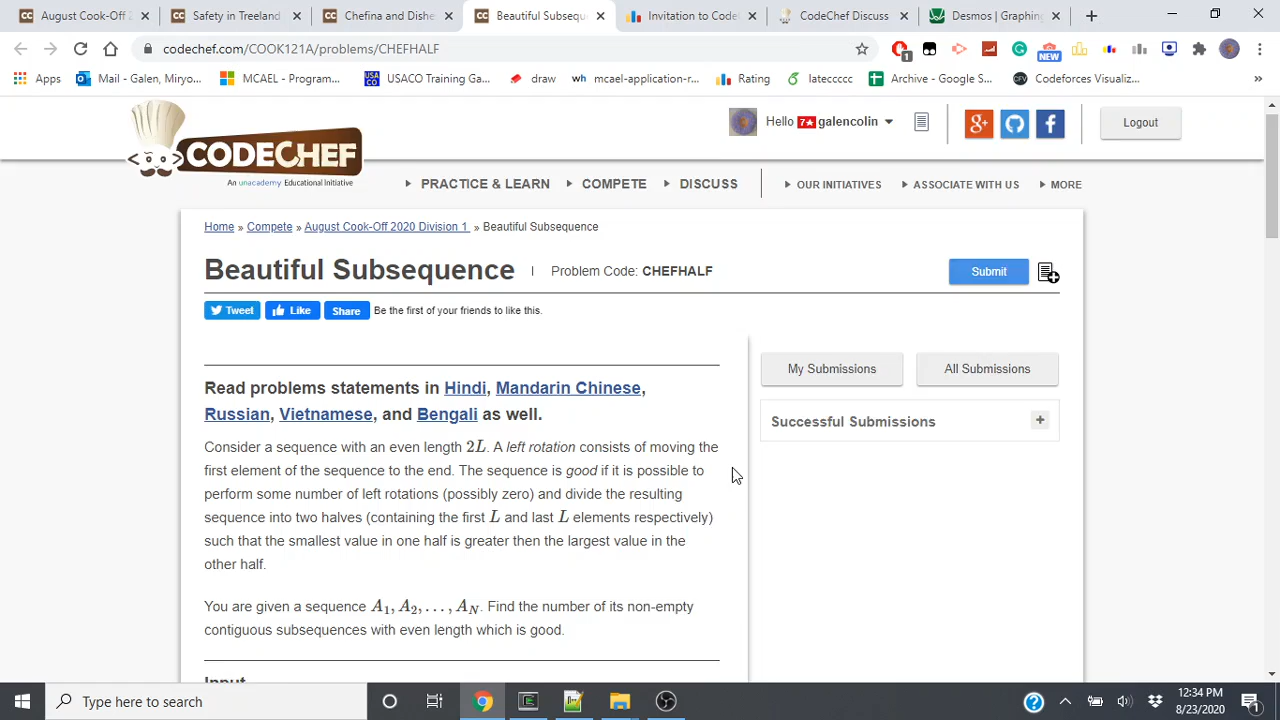 August Cook-Off 2
Safety in Treeland
Chefina and Dishe
Beautiful Subsequ
Invitation to Code
CodeChef Discuss
Desmos | Graphing
codechef.com/COOK121A/problems/CHEFHALF
1
NEW
Apps
Mail - Galen, Miryo...
MCAEL - Program...
USACO Training Ga...
draw
wh mcael-application-r...
Rating
lateccccc
Archive - Google S...
Codeforces Visualiz...
»
CODECHEF
An unacademy Educational Initiative
Hello 7★ galencolin
Logout
PRACTICE & LEARN
COMPETE
DISCUSS
OUR INITIATIVES
ASSOCIATE WITH US
MORE
Home » Compete » August Cook-Off 2020 Division 1 » Beautiful Subsequence
Beautiful Subsequence
Problem Code: CHEFHALF
Submit
Tweet
Like
Share
Be the first of your friends to like this.
My Submissions
All Submissions
Successful Submissions
+
Read problems statements in Hindi, Mandarin Chinese,
Russian, Vietnamese, and Bengali as well.
Consider a sequence with an even length 2L. A left rotation consists of moving the
first element of the sequence to the end. The sequence is good if it is possible to
perform some number of left rotations (possibly zero) and divide the resulting
sequence into two halves (containing the first L and last L elements respectively)
such that the smallest value in one half is greater then the largest value in the
other half.
You are given a sequence A1, A2, . . . , AN. Find the number of its non-empty
contiguous subsequences with even length which is good.
Input
Type here to search
12:34 PM
8/23/2020
1